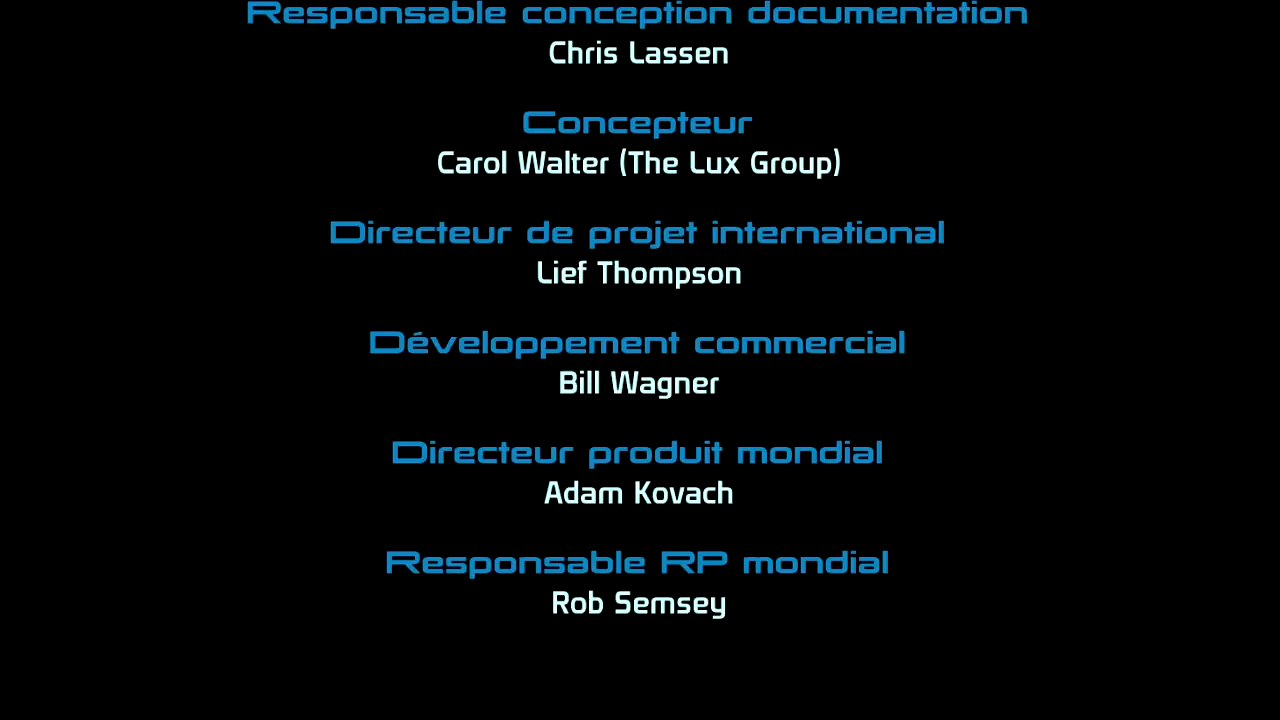 Responsable conception documentation
Chris Lassen
Concepteur
Carol Walter (The Lux Group)
Directeur de projet international
Lief Thompson
Développement commercial
Bill Wagner
Directeur produit mondial
Adam Kovach
Responsable RP mondial
Rob Semsey